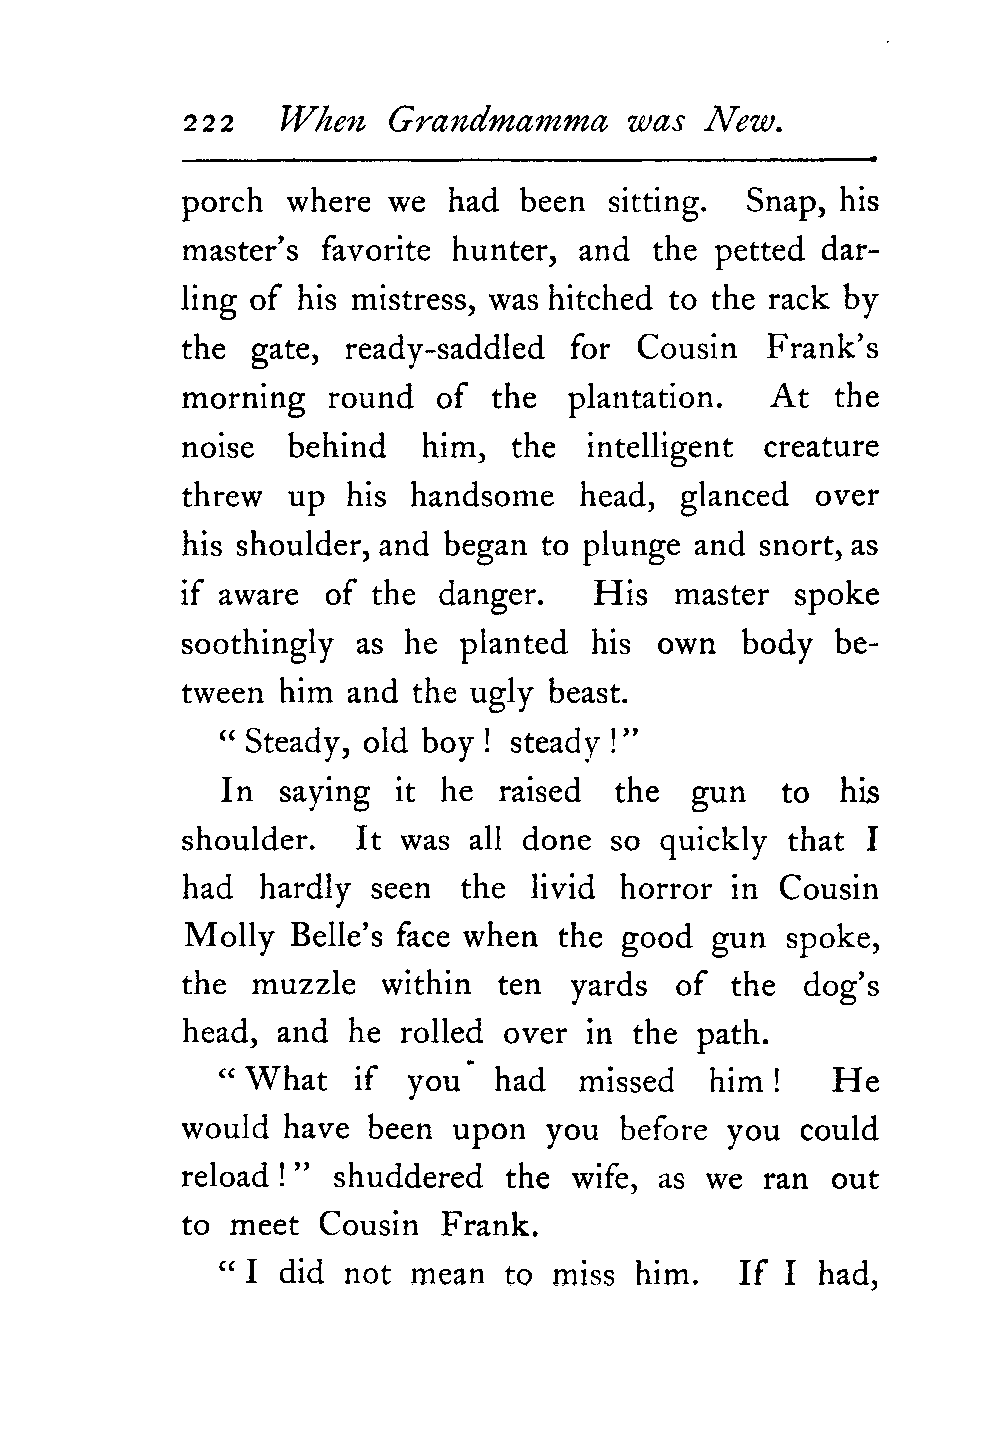 222 When Grandmamma was New.
porch where we had been sitting. Snap, his
master's favorite hunter, and the petted dar-
ling of his mistress, was hitched to the rack by
the gate, ready-saddled for Cousin Frank's
morning round of the plantation. At the
noise behind him, the intelligent creature
threw up his handsome head, glanced over
his shoulder, and began to plunge and snort, as
if aware of the danger. His master spoke
soothingly as he planted his own body be-
tween him and the ugly beast.
“Steady, old boy! steady!”
In saying it he raised the gun to his
shoulder. It was all done so quickly that I
had hardly seen the livid horror in Cousin
Molly Belle's face when the good gun spoke,
the muzzle within ten yards of the dog's
head, and he rolled over in the path.
“What if you had missed him! He
would have been upon you before you could
reload!” shuddered the wife, as we ran out
to meet Cousin Frank.
“I did not mean to miss him. If I had,